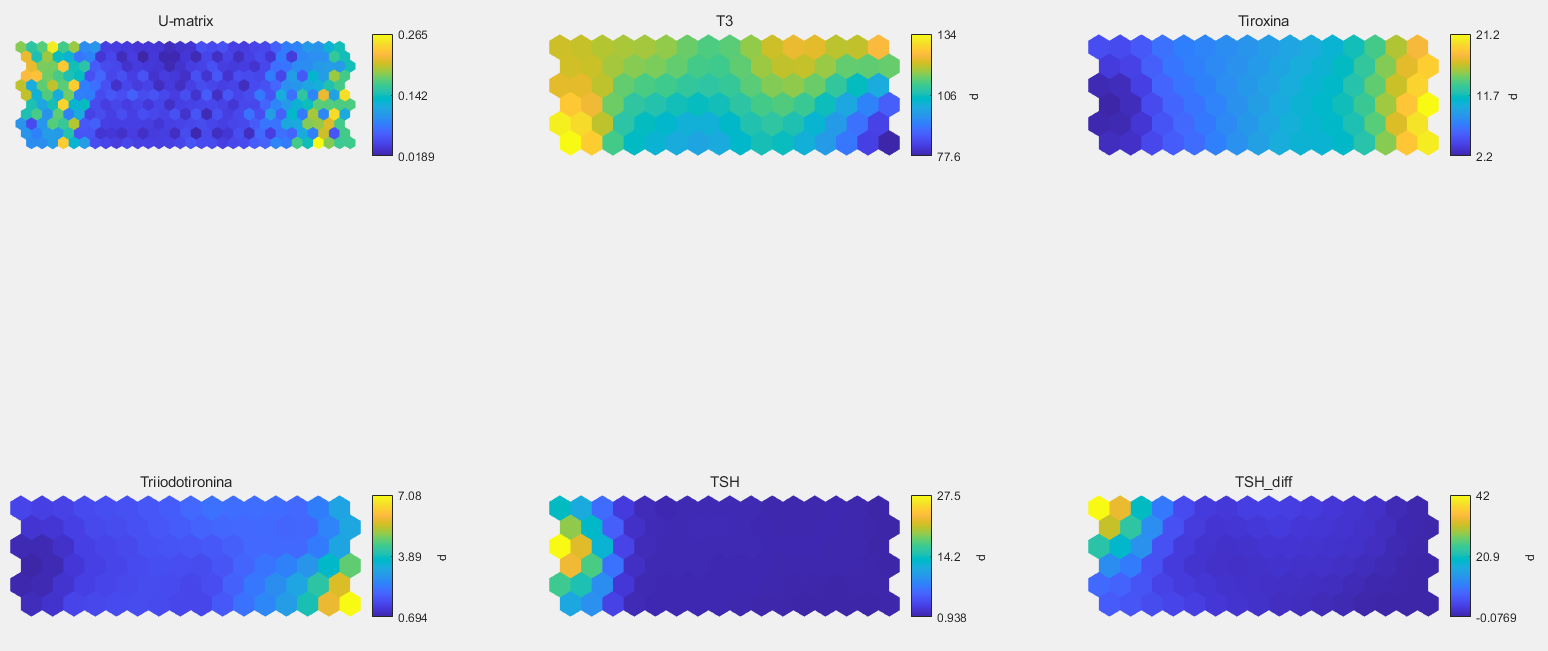 U-matrix
0.265
0.142
0.0189
T3
134
106
77.6
d
Tiroxina
21.2
11.7
2.2
d
Triiodotironina
7.08
3.89
0.694
d
TSH
27.5
14.2
0.938
d
TSH_diff
42
20.9
-0.0769
d